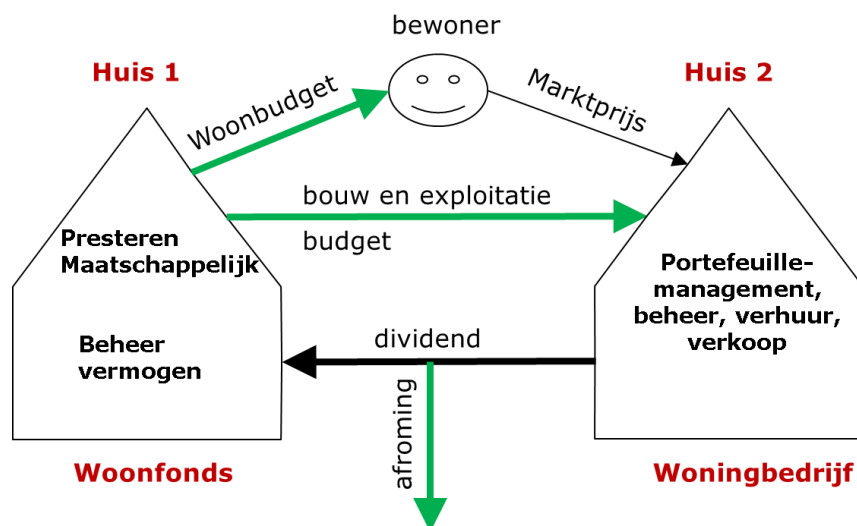 bewoner
Huis 1
Huis 2
Woonbudget
Marktprijs
bouw en exploitatie
budget
Presteren
Maatschappelijk
Portefeuille-
management,
beheer, verhuur,
verkoop
Beheer
vermogen
dividend
afroming
Woonfonds
Woningbedrijf